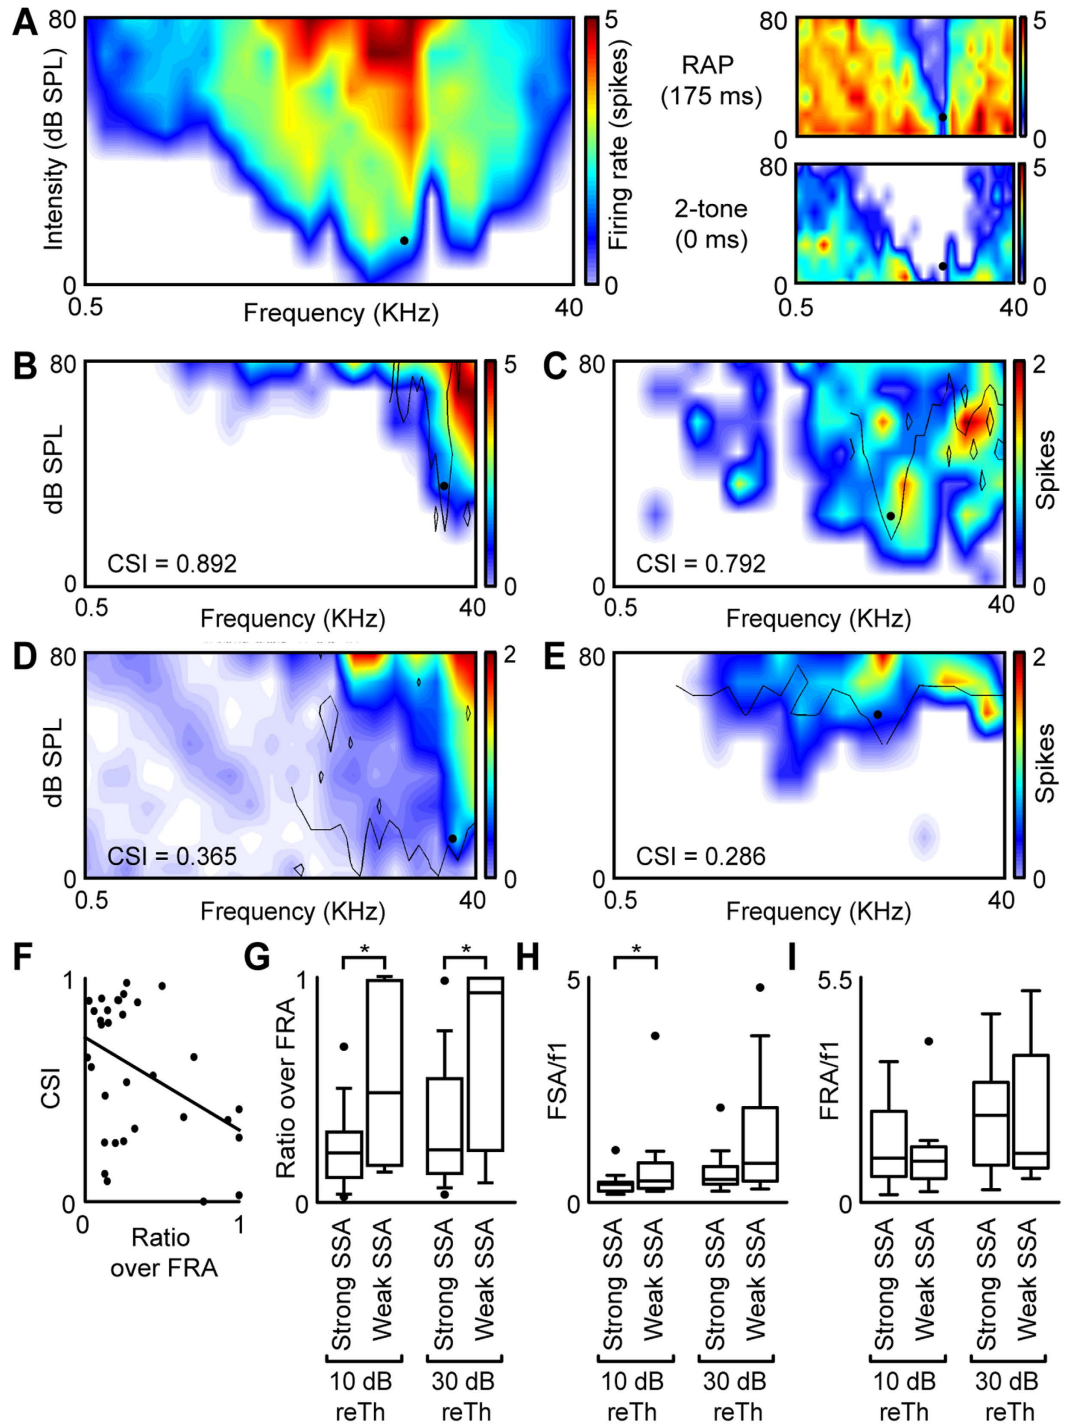 A
80
Intensity (dB SPL)
0
0.5
Frequency (KHz)
40
5
Firing rate (spikes)
0
RAP
(175 ms)
80
0
5
0
2-tone
(0 ms)
80
0
5
0
0.5
40
B
80
dB SPL
CSI = 0.892
0
0.5
Frequency (KHz)
40
5
0
C
80
CSI = 0.792
0
0.5
Frequency (KHz)
40
2
Spikes
0
D
80
dB SPL
CSI = 0.365
0
0.5
Frequency (KHz)
40
2
0
E
80
CSI = 0.286
0
0.5
Frequency (KHz)
40
2
Spikes
0
F
1
CSI
0
0
1
Ratio
over FRA
G
1
Ratio over FRA
0
*
*
Strong SSA
Weak SSA
Strong SSA
Weak SSA
10 dB
reTh
30 dB
reTh
H
5
FSA/f1
0
*
Strong SSA
Weak SSA
Strong SSA
Weak SSA
10 dB
reTh
30 dB
reTh
I
5.5
FRA/f1
0
Strong SSA
Weak SSA
Strong SSA
Weak SSA
10 dB
reTh
30 dB
reTh